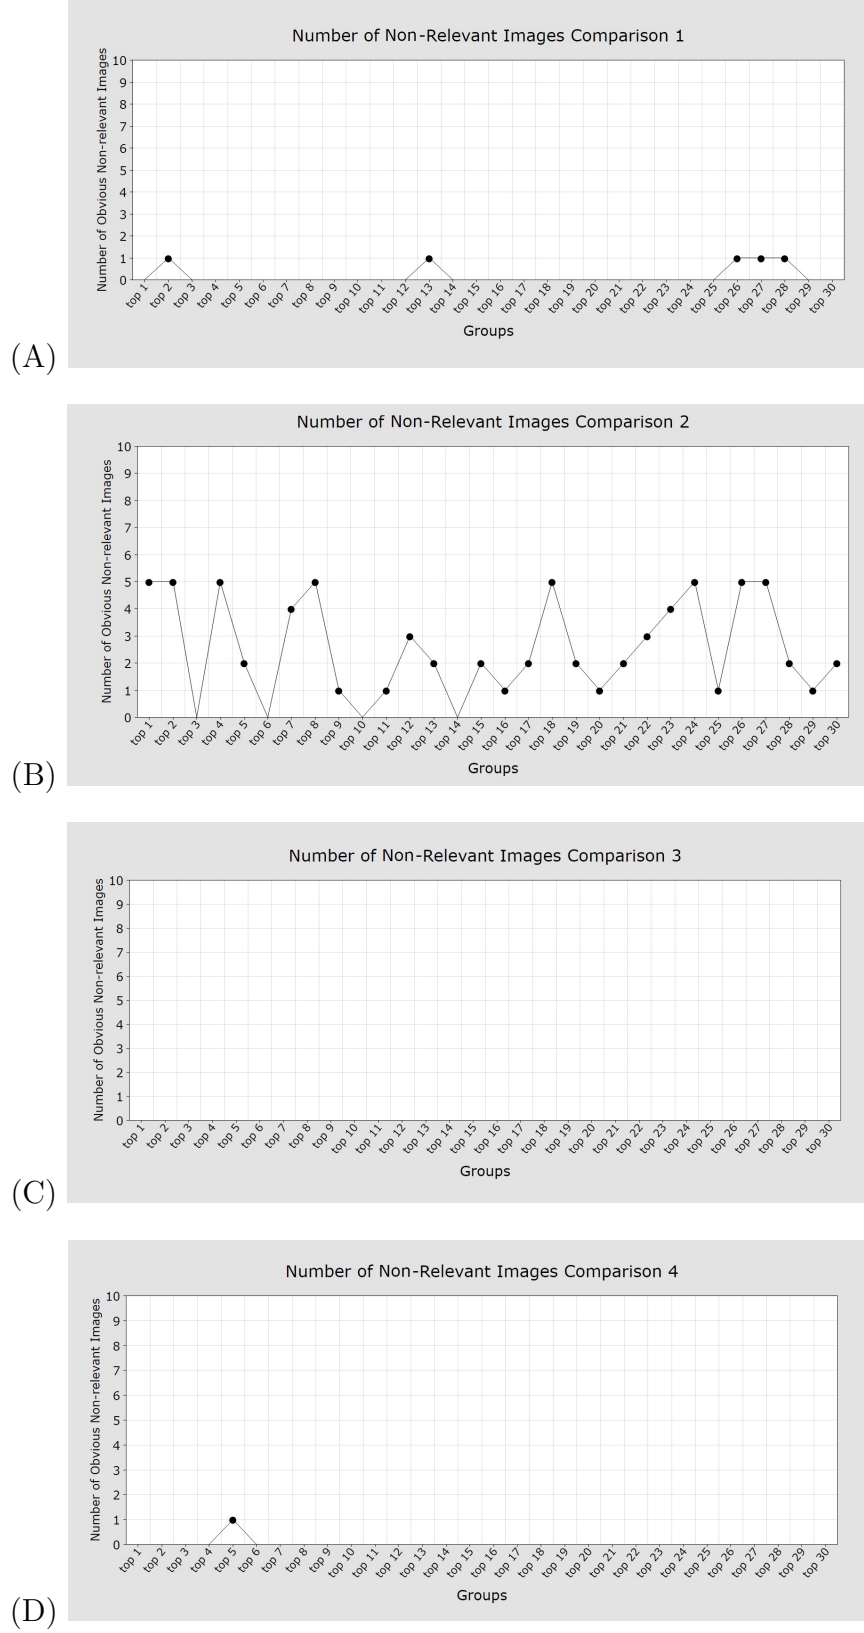 Number of Non-Relevant Images Comparison 1
Number of Obvious Non-relevant Images
10
9
8
7
6
5
4
3
2
1
0
top 1 top 2 top 3 top 4 top 5 top 6 top 7 top 8 top 9 top 10 top 11 top 12 top 13 top 14 top 15 top 16 top 17 top 18 top 19 top 20 top 21 top 22 top 23 top 24 top 25 top 26 top 27 top 28 top 29 top 30
Groups
(A)
Number of Non-Relevant Images Comparison 2
Number of Obvious Non-relevant Images
10
9
8
7
6
5
4
3
2
1
0
top 1 top 2 top 3 top 4 top 5 top 6 top 7 top 8 top 9 top 10 top 11 top 12 top 13 top 14 top 15 top 16 top 17 top 18 top 19 top 20 top 21 top 22 top 23 top 24 top 25 top 26 top 27 top 28 top 29 top 30
Groups
(B)
Number of Non-Relevant Images Comparison 3
Number of Obvious Non-relevant Images
10
9
8
7
6
5
4
3
2
1
0
top 1 top 2 top 3 top 4 top 5 top 6 top 7 top 8 top 9 top 10 top 11 top 12 top 13 top 14 top 15 top 16 top 17 top 18 top 19 top 20 top 21 top 22 top 23 top 24 top 25 top 26 top 27 top 28 top 29 top 30
Groups
(C)
Number of Non-Relevant Images Comparison 4
Number of Obvious Non-relevant Images
10
9
8
7
6
5
4
3
2
1
0
top 1 top 2 top 3 top 4 top 5 top 6 top 7 top 8 top 9 top 10 top 11 top 12 top 13 top 14 top 15 top 16 top 17 top 18 top 19 top 20 top 21 top 22 top 23 top 24 top 25 top 26 top 27 top 28 top 29 top 30
Groups
(D)